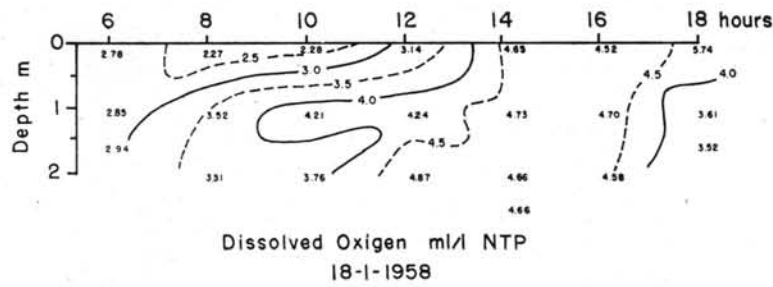 6 8 10 12 14 16 18 hours
0 2.78 2.27 2.5 2.28 3.14 4.65 4.52 5.74
3.0 4.5 4.0
3.5
4.0
1 2.85 3.52 4.21 4.24 4.73 4.70 3.61
2.94 4.5 3.52
2 3.31 3.76 4.87 4.66 4.58
4.66
Depth m
Dissolved Oxigen ml/l NTP
18-1-1958